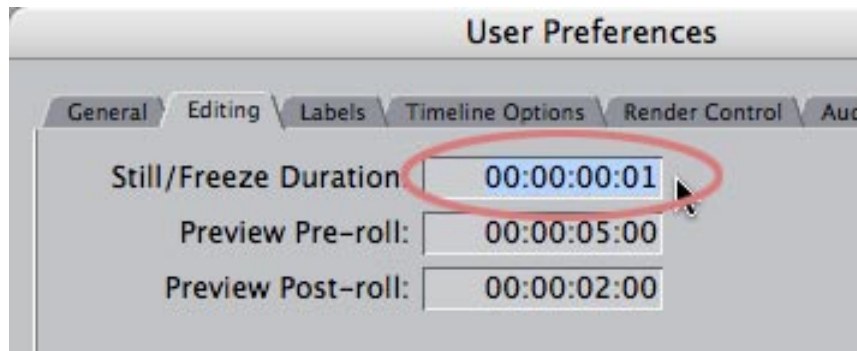 User Preferences
General Editing Labels Timeline Options Render Control
Still/Freeze Duration: 00:00:00:01
Preview Pre-roll: 00:00:05:00
Preview Post-roll: 00:00:02:00